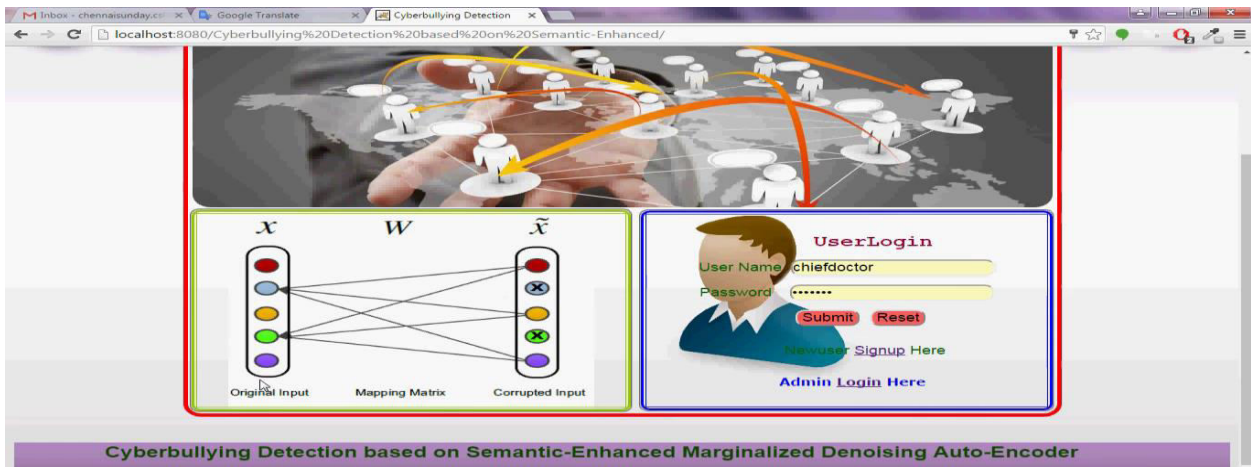 Inbox - chennaisunday.cs
Google Translate
Cyberbullying Detection
localhost:8080/Cyberbullying%20Detection%20based%20on%20Semantic-Enhanced/
x W x̃
Original Input Mapping Matrix Corrupted Input
UserLogin
User Name chiefdoctor
Password •••••••
Submit Reset
Newuser Signup Here
Admin Login Here
Cyberbullying Detection based on Semantic-Enhanced Marginalized Denoising Auto-Encoder